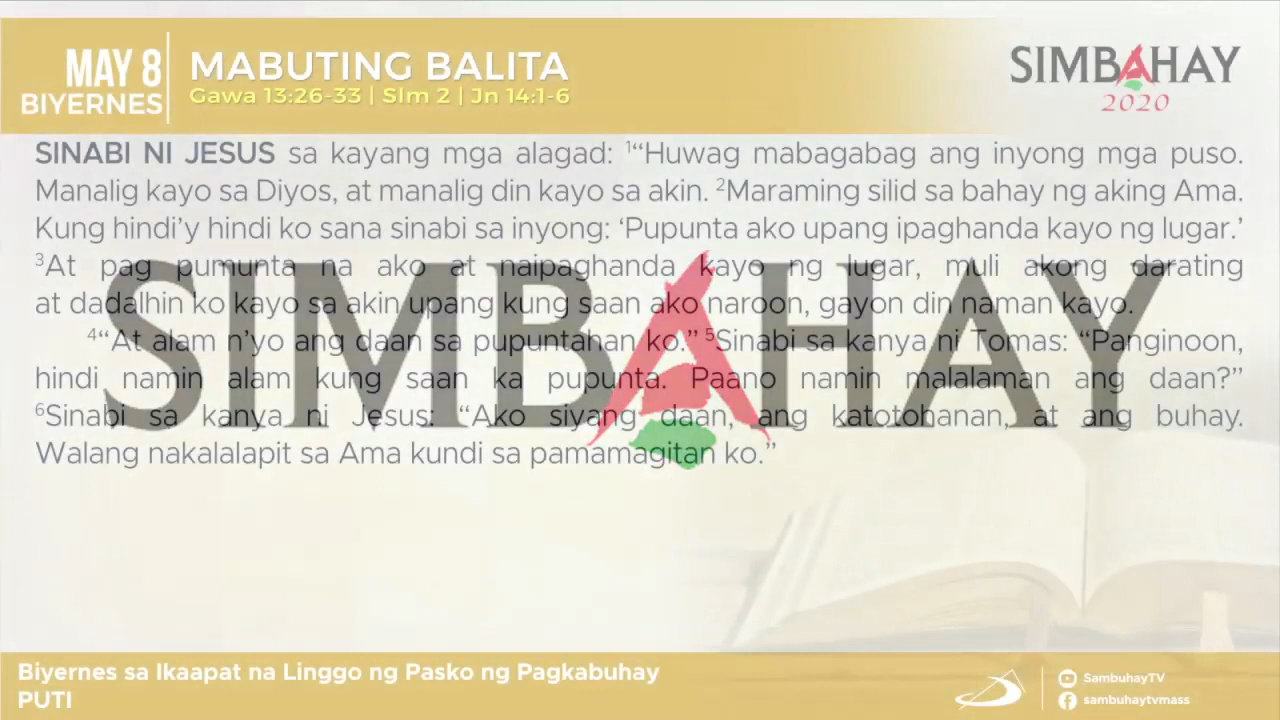 MAY 8
BIYERNES
MABUTING BALITA
Gawa 13:26-33 | Slm 2 | Jn 14:1-6
SIMBAHAY
2020
SINABI NI JESUS sa kayang mga alagad: ¹“Huwag mabagabag ang inyong mga puso.
Manalig kayo sa Diyos, at manalig din kayo sa akin. ²Maraming silid sa bahay ng aking Ama.
Kung hindi’y hindi ko sana sinabi sa inyong: ‘Pupunta ako upang ipaghanda kayo ng lugar.’
³At pag pumunta na ako at naipaghanda kayo ng lugar, muli akong darating
at dadalhin ko kayo sa akin upang kung saan ako naroon, gayon din naman kayo.
⁴“At alam n’yo ang daan sa pupuntahan ko.” ⁵Sinabi sa kanya ni Tomas: “Panginoon,
hindi namin alam kung saan ka pupunta. Paano namin malalaman ang daan?”
⁶Sinabi sa kanya ni Jesus: “Ako siyang daan, ang katotohanan, at ang buhay.
Walang nakalalapit sa Ama kundi sa pamamagitan ko.”
SIMBAHAY
Biyernes sa Ikaapat na Linggo ng Pasko ng Pagkabuhay
PUTI
SambuhayTV
sambuhaytvmass